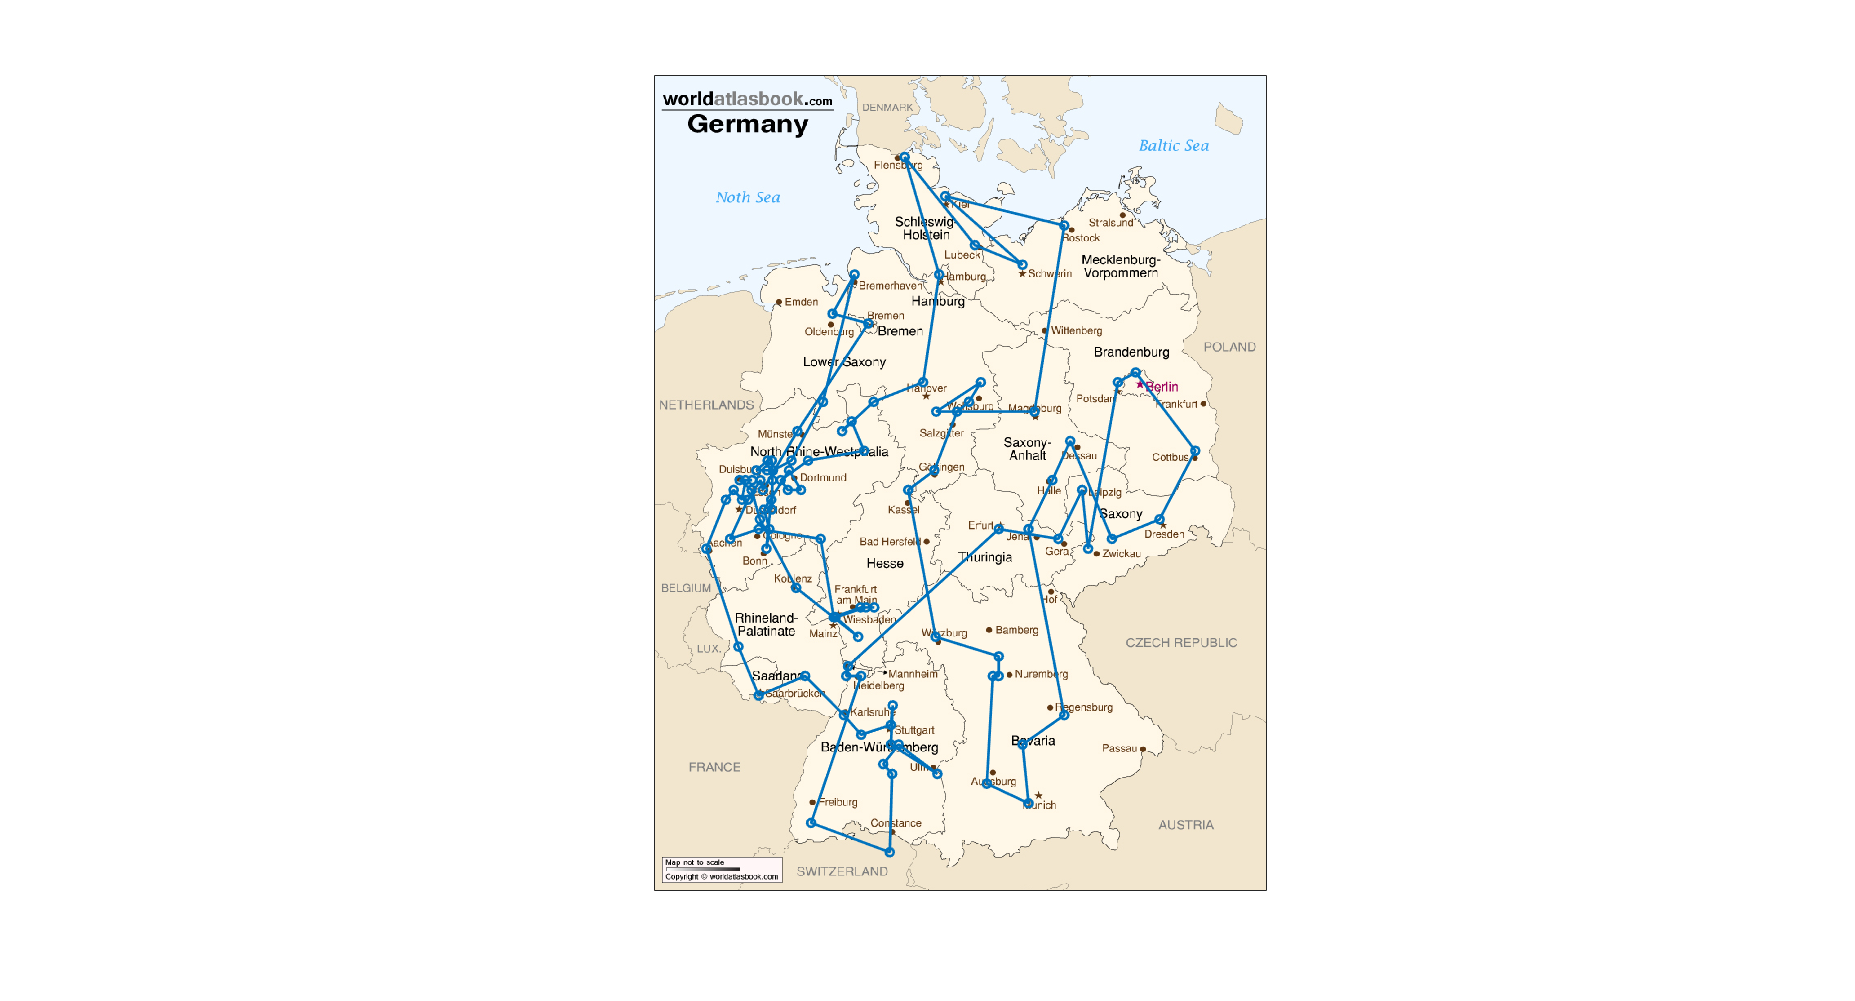 worldatlasbook.com
Germany
DENMARK
Baltic Sea
Noth Sea
Flensburg
Kiel
Schleswig-
Holstein
Stralsund
Rostock
Lubeck
Mecklenburg-
Vorpommern
Schwerin
Hamburg
Hamburg
Bremerhaven
Emden
Bremen
Oldenburg
Bremen
Wittenberg
Lower Saxony
Brandenburg
POLAND
Hanover
Berlin
Potsdam
Frankfurt
NETHERLANDS
Magdeburg
Münster
Salzgitter
Saxony-
Anhalt
North Rhine-Westphalia
Dessau
Cottbus
Duisburg
Dortmund
Göttingen
Essen
Halle
Leipzig
Düsseldorf
Kassel
Saxony
Erfurt
Dresden
Cologne
Aachen
Bad Hersfeld
Jena
Gera
Zwickau
Bonn
Hesse
Thuringia
Koblenz
BELGIUM
Frankfurt
am Main
Hof
Rhineland-
Palatinate
Wiesbaden
Mainz
Würzburg
Bamberg
CZECH REPUBLIC
LUX.
Saarland
Mannheim
Heidelberg
Nuremberg
Saarbrücken
Karlsruhe
Regensburg
Stuttgart
Baden-Württemberg
Bavaria
Passau
FRANCE
Ulm
Augsburg
Freiburg
Munich
Constance
AUSTRIA
Map not to scale
SWITZERLAND
Copyright © worldatlasbook.com